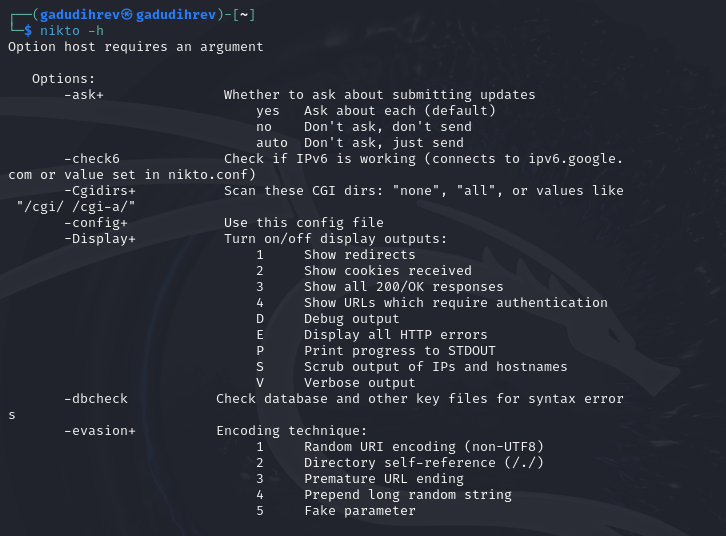 ┌──(gadudihrev㉿gadudihrev)-[~]
└─$ nikto -h
Option host requires an argument
Options:
-ask+ Whether to ask about submitting updates
yes Ask about each (default)
no Don't ask, don't send
auto Don't ask, just send
-check6 Check if IPv6 is working (connects to ipv6.google.
com or value set in nikto.conf)
-Cgidirs+ Scan these CGI dirs: "none", "all", or values like
"/cgi/ /cgi-a/"
-config+ Use this config file
-Display+ Turn on/off display outputs:
1 Show redirects
2 Show cookies received
3 Show all 200/OK responses
4 Show URLs which require authentication
D Debug output
E Display all HTTP errors
P Print progress to STDOUT
S Scrub output of IPs and hostnames
V Verbose output
-dbcheck Check database and other key files for syntax error
s
-evasion+ Encoding technique:
1 Random URI encoding (non-UTF8)
2 Directory self-reference (/./)
3 Premature URL ending
4 Prepend long random string
5 Fake parameter